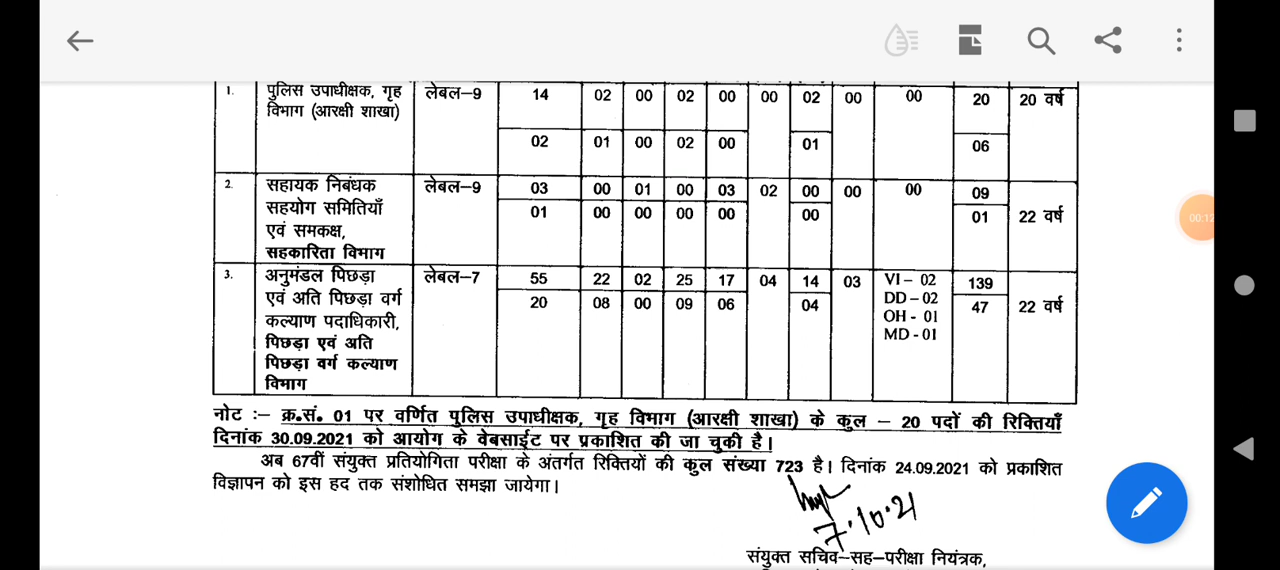 1. पुलिस उपाधीक्षक, गृह लेबल–9 14 02 00 02 00 00 02 00 00 20 20 वर्ष
विभाग (आरक्षी शाखा)
02 01 00 02 00 01 06
2. सहायक निबंधक लेबल–9 03 00 01 00 03 02 00 00 00 09
सहयोग समितियाँ 01 00 00 00 00 00 01 22 वर्ष
एवं समकक्ष,
सहकारिता विभाग
3. अनुमंडल पिछड़ा लेबल–7 55 22 02 25 17 04 14 03 VI – 02 139
एवं अति पिछड़ा वर्ग 20 08 00 09 06 04 DD – 02 47 22 वर्ष
कल्याण पदाधिकारी, OH - 01
पिछड़ा एवं अति MD - 01
पिछड़ा वर्ग कल्याण
विभाग
नोट :– क्र.सं. 01 पर वर्णित पुलिस उपाधीक्षक, गृह विभाग (आरक्षी शाखा) के कुल – 20 पदों की रिक्तियाँ
दिनांक 30.09.2021 को आयोग के वेबसाईट पर प्रकाशित की जा चुकी है।
अब 67वीं संयुक्त प्रतियोगिता परीक्षा के अंतर्गत रिक्तियों की कुल संख्या 723 है। दिनांक 24.09.2021 को प्रकाशित
विज्ञापन को इस हद तक संशोधित समझा जायेगा।
7.10.21
संयुक्त सचिव–सह–परीक्षा नियंत्रक,
00:12